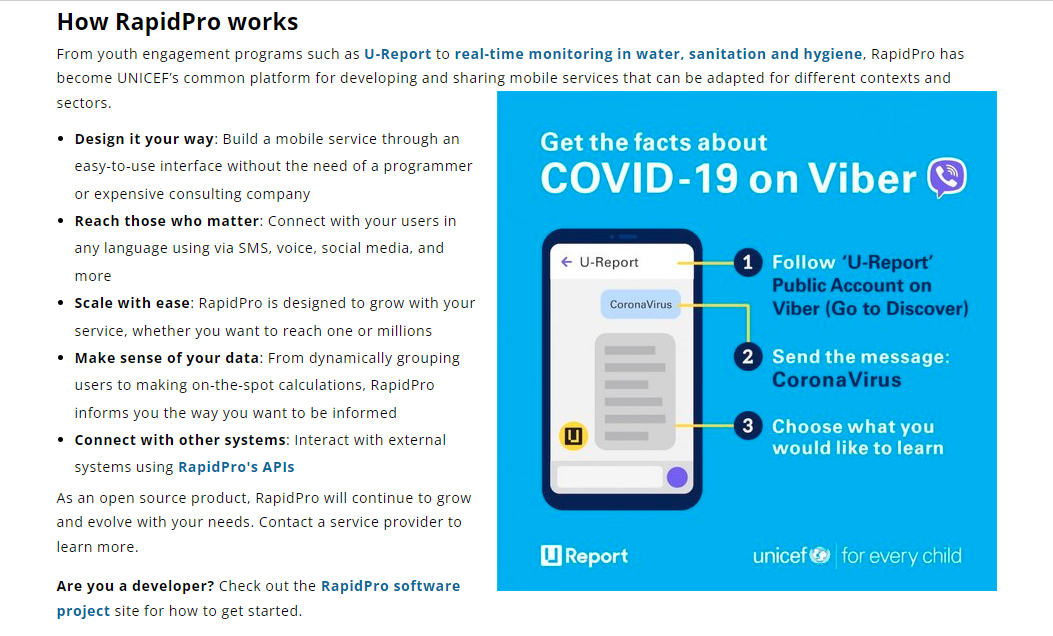 How RapidPro works
From youth engagement programs such as U-Report to real-time monitoring in water, sanitation and hygiene, RapidPro has
become UNICEF’s common platform for developing and sharing mobile services that can be adapted for different contexts and
sectors.
• Design it your way: Build a mobile service through an
easy-to-use interface without the need of a programmer
or expensive consulting company
• Reach those who matter: Connect with your users in
any language using via SMS, voice, social media, and
more
• Scale with ease: RapidPro is designed to grow with your
service, whether you want to reach one or millions
• Make sense of your data: From dynamically grouping
users to making on-the-spot calculations, RapidPro
informs you the way you want to be informed
• Connect with other systems: Interact with external
systems using RapidPro's APIs
As an open source product, RapidPro will continue to grow
and evolve with your needs. Contact a service provider to
learn more.
Are you a developer? Check out the RapidPro software
project site for how to get started.
Get the facts about
COVID-19 on Viber
U-Report
CoronaVirus
1 Follow ‘U-Report’
Public Account on
Viber (Go to Discover)
2 Send the message:
CoronaVirus
3 Choose what you
would like to learn
U
U Report
unicef | for every child